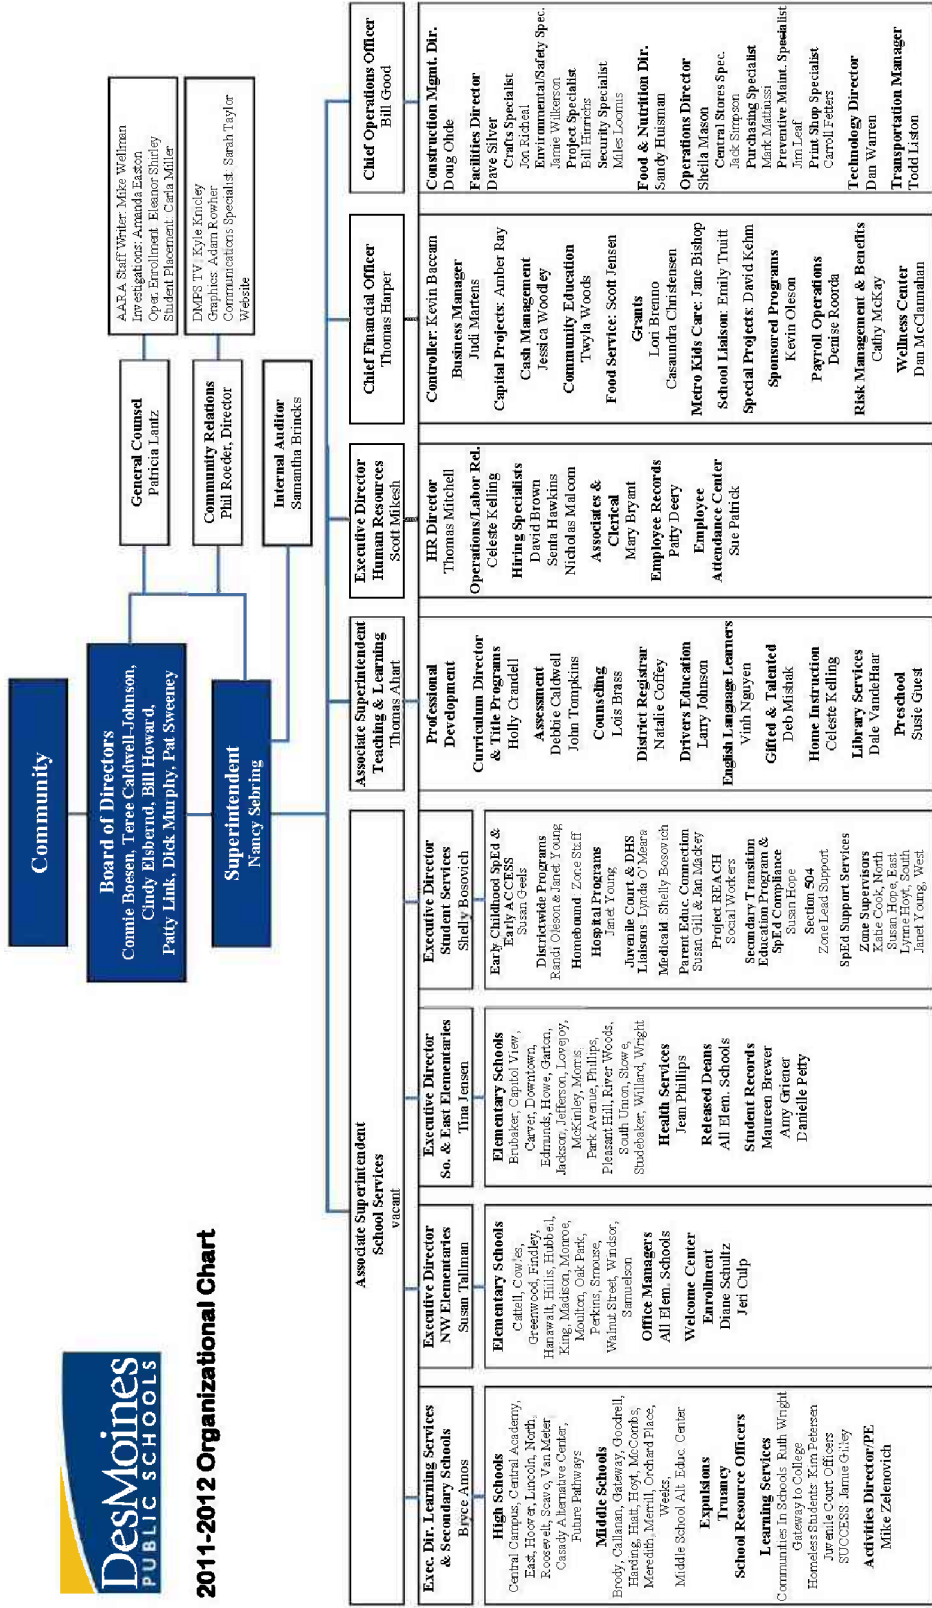 DesMoines
PUBLIC SCHOOLS
2011-2012 Organizational Chart
Community
Board of Directors
Connie Boesen, Teree Caldwell-Johnson,
Cindy Elsbernd, Bill Howard,
Patty Link, Dick Murphy, Pat Sweeney
Superintendent
Nancy Sebring
General Counsel
Patricia Lantz
AARA Staff Writer: Mike Wellman
Investigations: Amanda Easton
Open Enrollment: Eleanor Shirley
Student Placement: Carla Miller
Community Relations
Phil Roeder, Director
DMPS TV: Kyle Knicley
Graphics: Adam Rowher
Communications Specialist: Sarah Taylor
Website
Internal Auditor
Samantha Brincks
Associate Superintendent
School Services
vacant
Exec. Dir. Learning Services
& Secondary Schools
Bryce Amos
High Schools
Central Campus, Central Academy,
East, Hoover, Lincoln, North,
Roosevelt, Scavo, Van Meter
Casady Alternative Center,
Future Pathways
Middle Schools
Brody, Callanan, Gateway, Goodrell,
Harding, Hiatt, Hoyt, McCombs,
Meredith, Merrill, Orchard Place,
Weeks,
Middle School Alt. Educ. Center
Expulsions
Truancy
School Resource Officers
Learning Services
Communities In Schools Ruth Wright
Gateway to College
Homeless Students Kim Petersen
Juvenile Court Officers
SUCCESS Jamie Gilley
Activities Director/PE
Mike Zelenovich
Executive Director
NW Elementaries
Susan Tallman
Elementary Schools
Cattell, Cowles,
Greenwood, Findley,
Hanawalt, Hillis, Hubbell,
King, Madison, Monroe,
Moulton, Oak Park,
Perkins, Smouse,
Walnut Street, Windsor,
Samuelson
Office Managers
All Elem. Schools
Welcome Center
Enrollment
Diane Schultz
Jeri Culp
Executive Director
So. & East Elementaries
Tina Jensen
Elementary Schools
Brubaker, Capitol View,
Carver, Downtown,
Edmunds, Howe, Garton,
Jackson, Jefferson, Lovejoy,
McKinley, Morris
Park Avenue, Phillips,
Pleasant Hill, River Woods,
South Union, Stowe,
Studebaker, Willard, Wright
Health Services
Jean Phillips
Released Deans
All Elem. Schools
Student Records
Maureen Brewer
Amy Griener
Danielle Petty
Executive Director
Student Services
Shelly Bosovich
Early Childhood SpEd &
Early ACCESS
Susan Geels
Districtwide Programs
Randi Oleson & Janet Young
Homebound Zone Staff
Hospital Programs
Janet Young
Juvenile Court & DHS
Liaisons Lynda O'Meara
Medicaid Shelly Bosovich
Parent Educ. Connection
Susan Gill & Jan Mackey
Project REACH
Social Workers
Secondary Transition
Education Program &
SpEd Compliance
Susan Hope
Section 504
Zone Lead Support
SpEd Support Services
Zone Supervisors
Katie Cook, North
Susan Hope, East
Lynne Hoyt, South
Janet Young, West
Associate Superintendent
Teaching & Learning
Thomas Ahart
Professional
Development
Curriculum Director
& Title Programs
Holly Crandell
Assessment
Debbie Caldwell
John Tompkins
Counseling
Lois Brass
District Registrar
Natalie Coffey
Drivers Education
Larry Johnson
English Language Learners
Vinh Nguyen
Gifted & Talented
Deb Mishak
Home Instruction
Celeste Kelling
Library Services
Dale VandeHaar
Preschool
Susie Guest
Executive Director
Human Resources
Scott Mikesh
HR Director
Thomas Mitchell
Operations/Labor Rel.
Celeste Kelling
Hiring Specialists
David Brown
Senta Hawkins
Nicholas Malcom
Associates &
Clerical
Mary Bryant
Employee Records
Patty Deery
Employee
Attendance Center
Sue Patrick
Chief Financial Officer
Thomas Harper
Controller: Kevin Baccam
Business Manager
Judi Martens
Capital Projects: Amber Ray
Cash Management
Jessica Woodley
Community Education
Twyla Woods
Food Service: Scott Jensen
Grants
Lori Brenno
Casaundra Christensen
Metro Kids Care: Jane Bishop
School Liaison: Emily Truitt
Special Projects: David Kehm
Sponsored Programs
Kevin Oleson
Payroll Operations
Denise Roorda
Risk Management & Benefits
Cathy McKay
Wellness Center
Dan McClannahan
Chief Operations Officer
Bill Good
Construction Mgmt. Dir.
Doug Ohde
Facilities Director
Dave Silver
Crafts Specialist
Jon Richeal
Environmental/Safety Spec.
Jamie Wilkerson
Project Specialist
Bill Hinrichs
Security Specialist
Miles Loomis
Food & Nutrition Dir.
Sandy Huisman
Operations Director
Sheila Mason
Central Stores Spec.
Jack Simpson
Purchasing Specialist
Mark Mattiussi
Preventive Maint. Specialist
Jim Leaf
Print Shop Specialist
Carroll Fetters
Technology Director
Dan Warren
Transportation Manager
Todd Liston